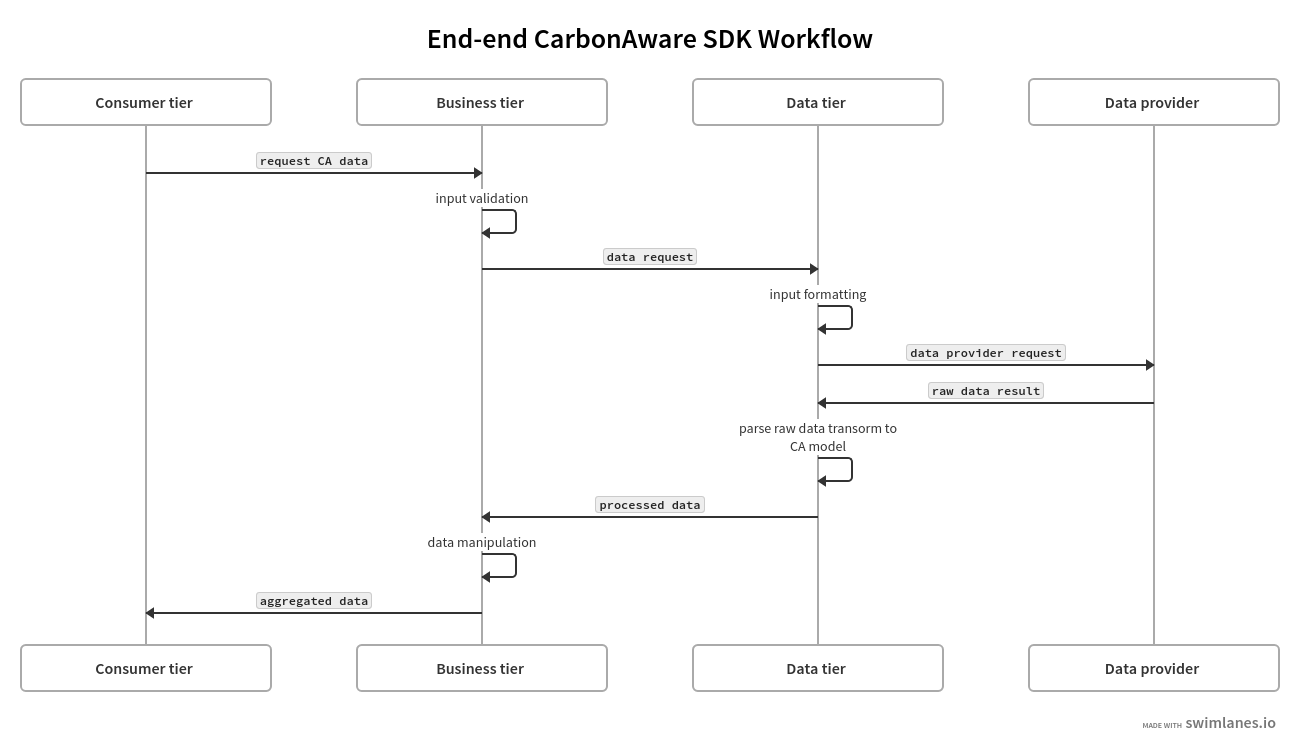 End-end CarbonAware SDK Workflow
Consumer tier
Business tier
Data tier
Data provider
request CA data
input validation
data request
input formatting
data provider request
raw data result
parse raw data transorm to
CA model
processed data
data manipulation
aggregated data
Consumer tier
Business tier
Data tier
Data provider
MADE WITH swimlanes.io